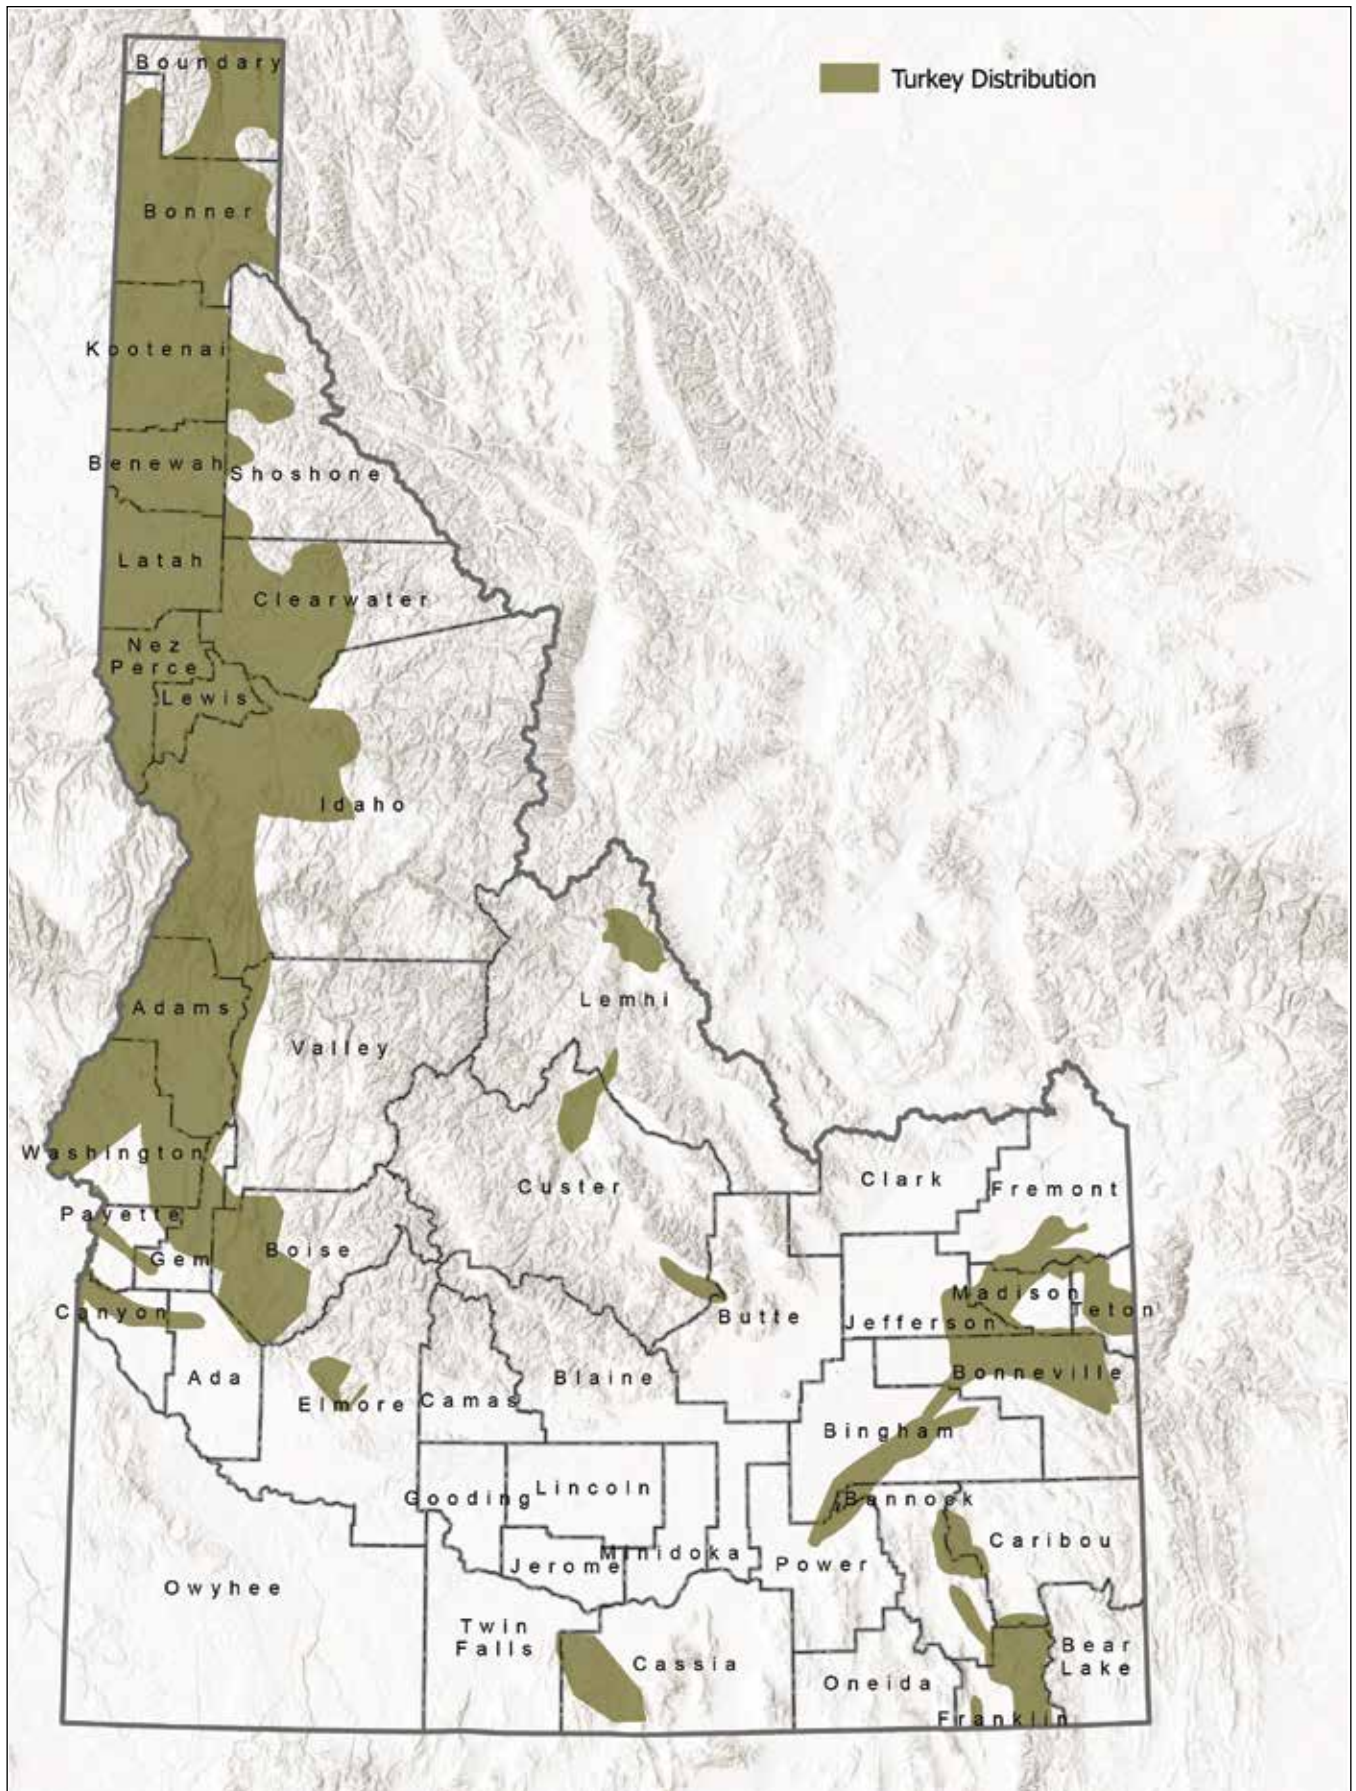 Boundary
Turkey Distribution
Bonner
Kootenai
Benewah
Shoshone
Latah
Clearwater
Nez
Perce
Lewis
Idaho
Lemhi
Adams
Valley
Washington
Custer
Clark
Fremont
Payette
Boise
Gem
Madison
Canyon
Teton
Butte
Jefferson
Ada
Blaine
Bonneville
Elmore
Camas
Bingham
Gooding
Lincoln
Bannock
Caribou
Jerome
Minidoka
Power
Owyhee
Twin
Falls
Cassia
Bear
Lake
Oneida
Franklin